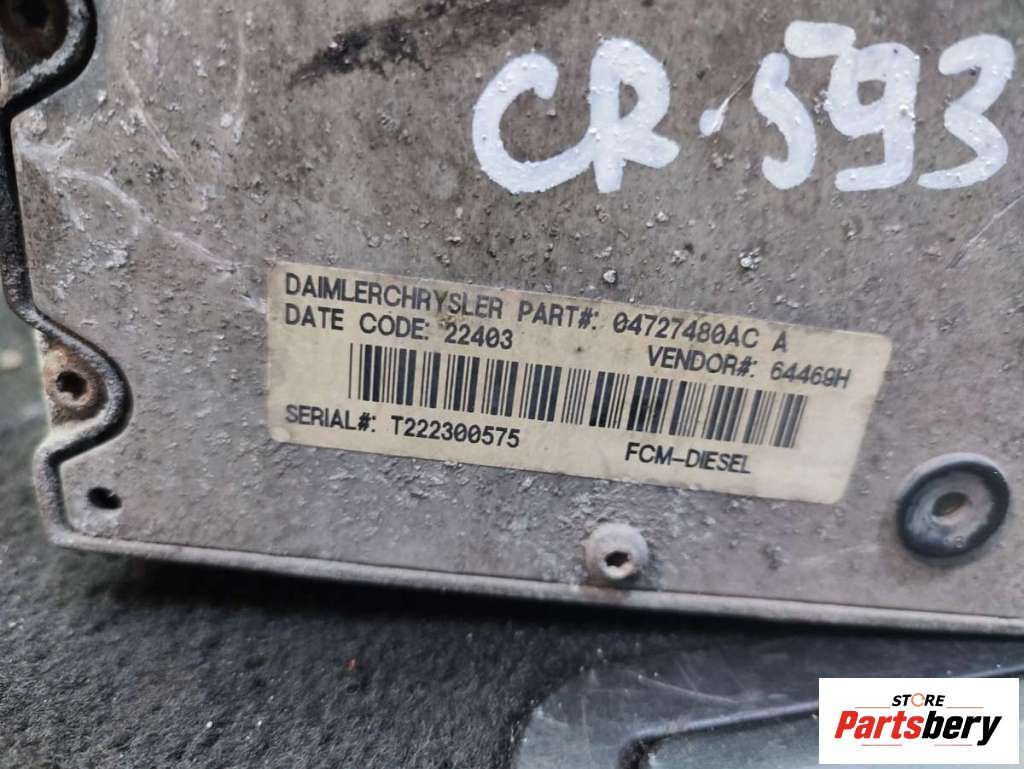 CR.593
DAIMLERCHRYSLER PART#: 04727480AC A
DATE CODE: 22403 VENDOR#: 64469H
SERIAL#: T222300575 FCM-DIESEL
STORE
Partsbery